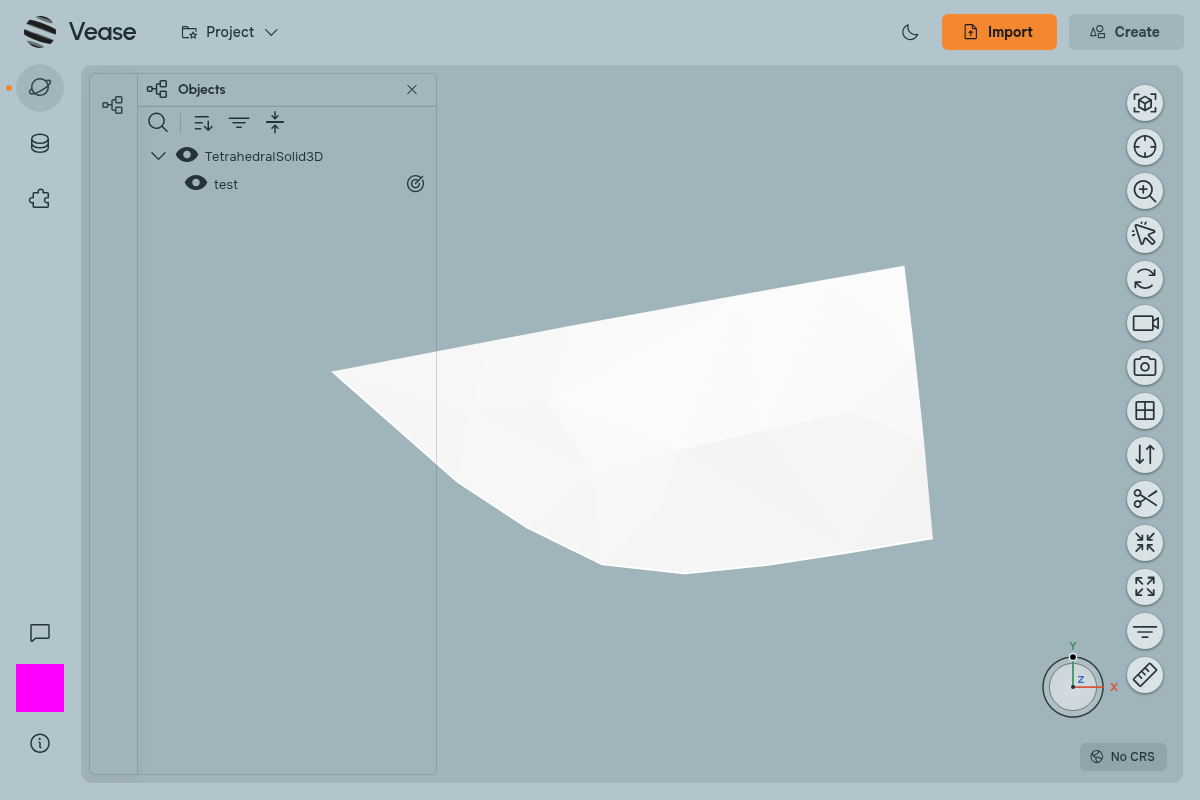 Vease
Project
Import
Create
Objects
TetrahedralSolid3D
test
Y
Z
X
No CRS